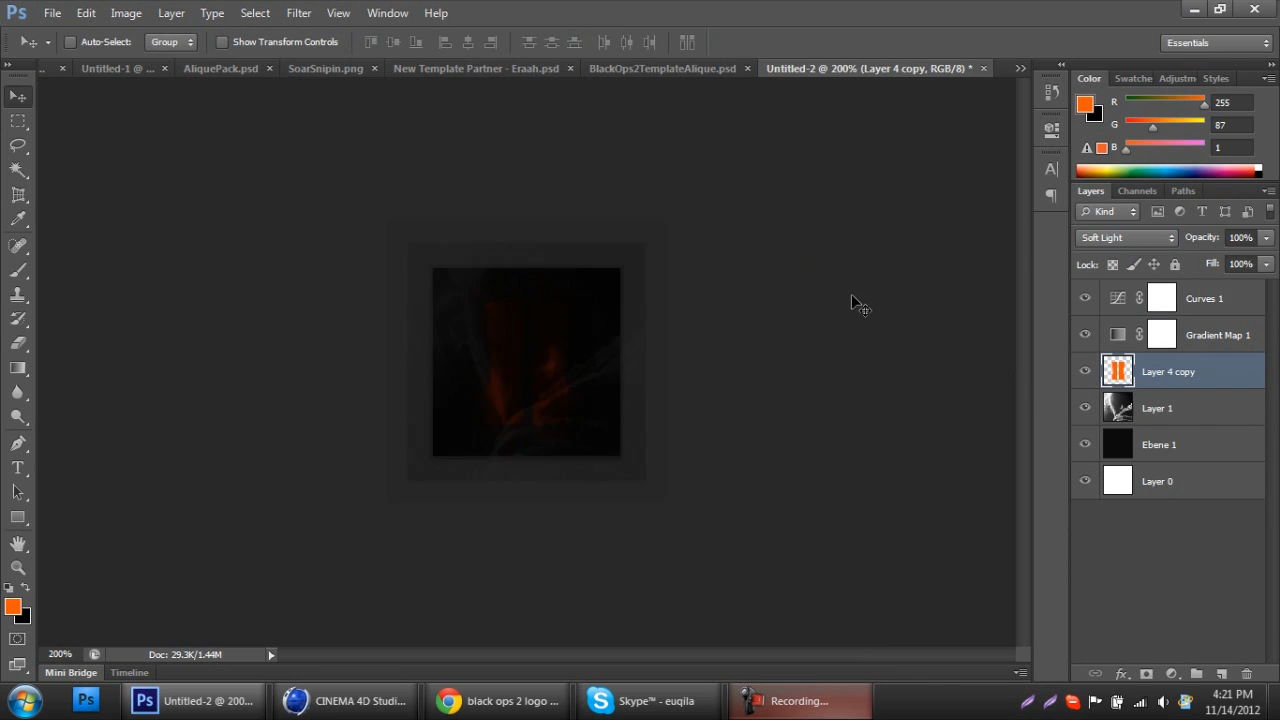 Ps File Edit Image Layer Type Select Filter View Window Help
Auto-Select: Group Show Transform Controls Essentials
.. Untitled-1 @ ... AliquePack.psd SoarSnipin.png New Template Partner - Eraah.psd BlackOps2TemplateAlique.psd Untitled-2 @ 200% (Layer 4 copy, RGB/8) *
Color Swatche Adjustm Styles
R 255
G 87
B 1
Layers Channels Paths
Kind
Soft Light Opacity: 100%
Lock: Fill: 100%
Curves 1
Gradient Map 1
Layer 4 copy
Layer 1
Ebene 1
Layer 0
200% Doc: 29.3K/1.44M
Mini Bridge Timeline
Ps Ps Untitled-2 @ 200... CINEMA 4D Studi... black ops 2 logo ... Skype™ - euqila Recording...
4:21 PM
11/14/2012